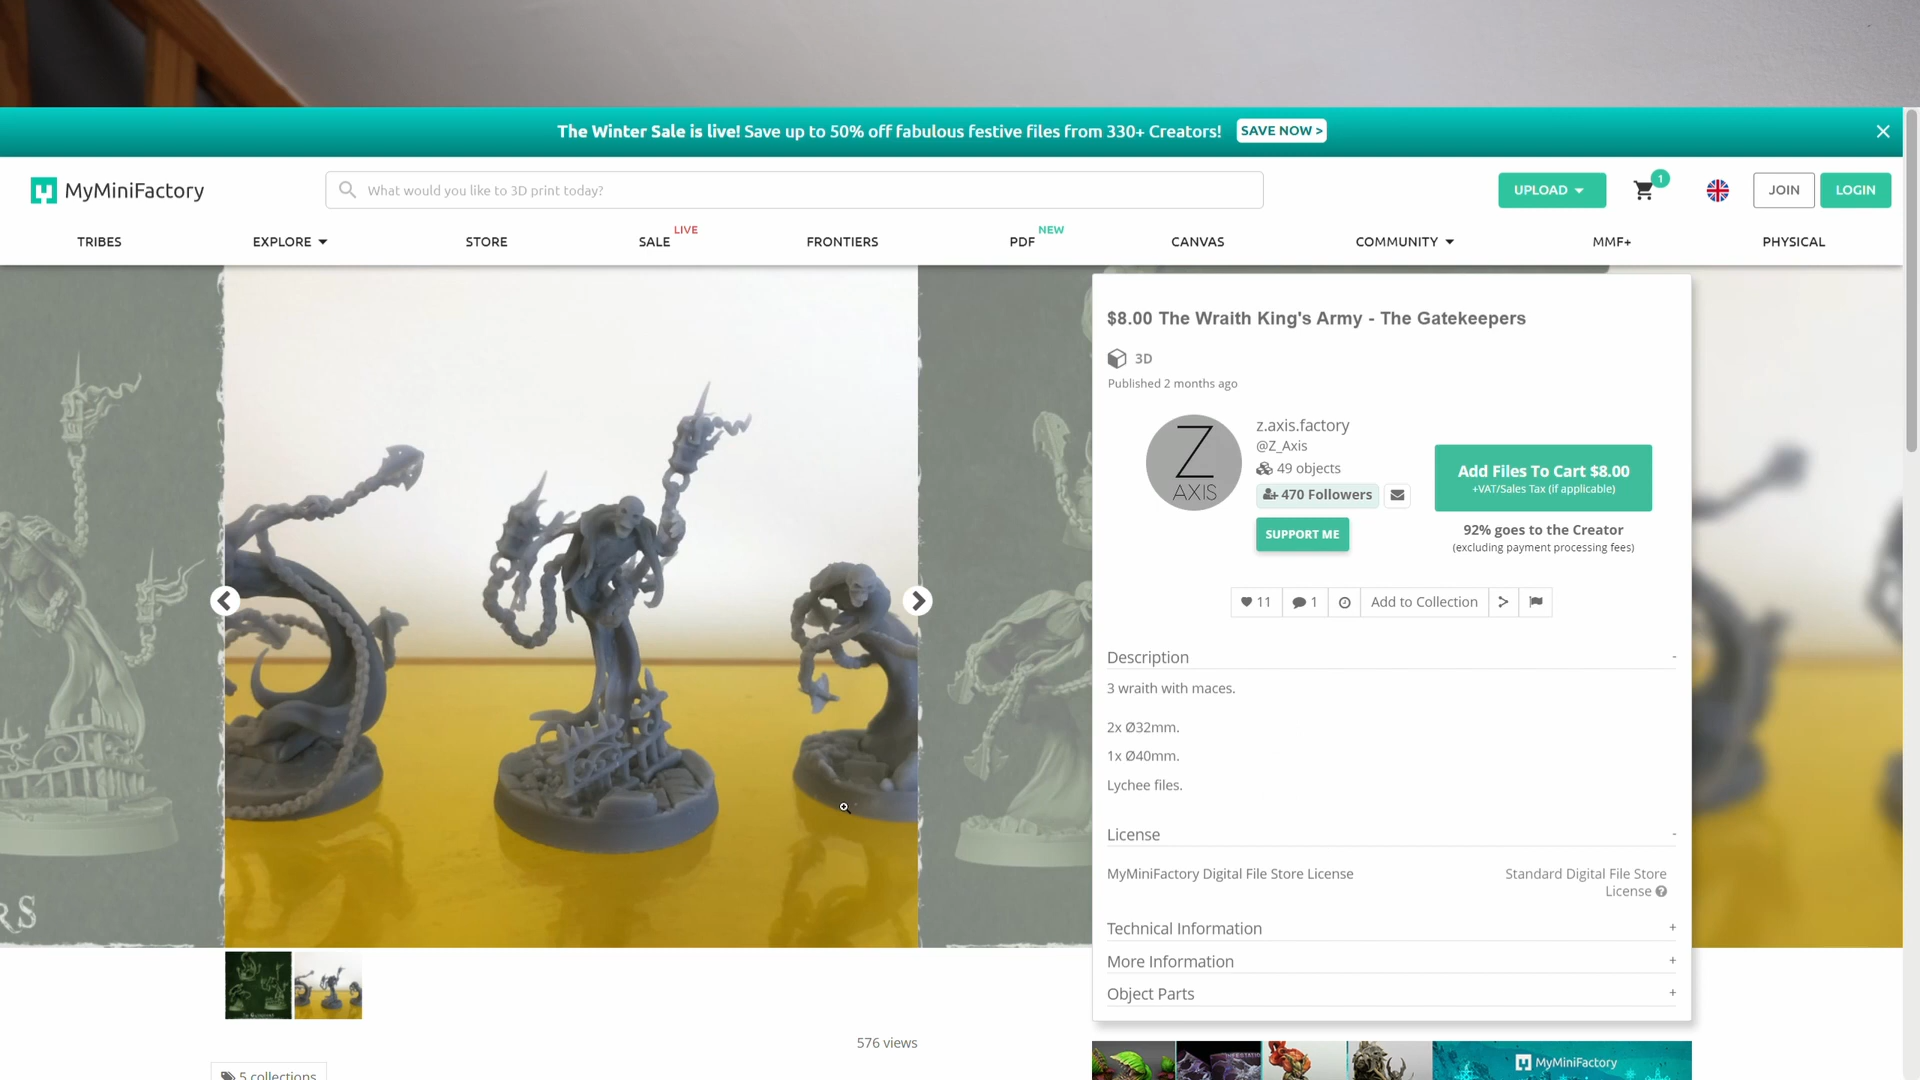 The Winter Sale is live! Save up to 50% off fabulous festive files from 330+ Creators! SAVE NOW >
MyMiniFactory
What would you like to 3D print today?
UPLOAD
1
JOIN
LOGIN
TRIBES
EXPLORE
STORE
SALE LIVE
FRONTIERS
PDF NEW
CANVAS
COMMUNITY
MMF+
PHYSICAL
$8.00 The Wraith King's Army - The Gatekeepers
3D
Published 2 months ago
Z
AXIS
z.axis.factory
@Z_Axis
49 objects
470 Followers
SUPPORT ME
Add Files To Cart $8.00
+VAT/Sales Tax (if applicable)
92% goes to the Creator
(excluding payment processing fees)
11
1
Add to Collection
Description -
3 wraith with maces.
2x Ø32mm.
1x Ø40mm.
Lychee files.
License -
MyMiniFactory Digital File Store License
Standard Digital File Store
License
Technical Information +
More Information +
Object Parts +
RS
576 views
5 collections
MyMiniFactory